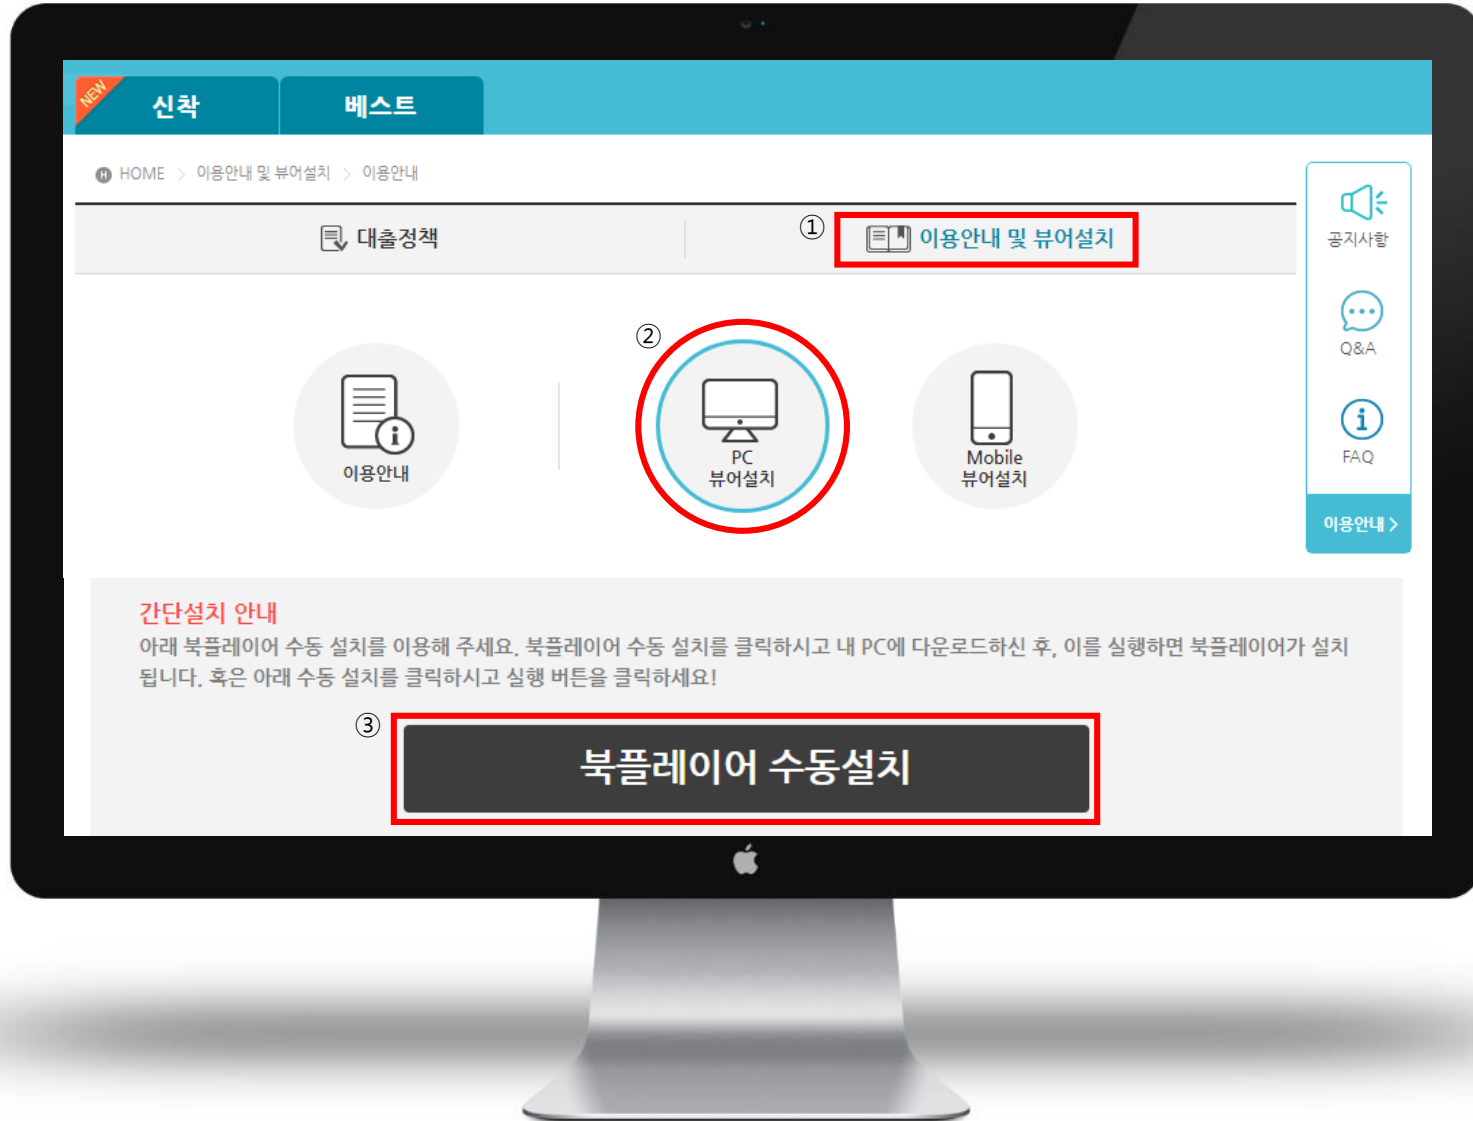 NEW
신착
베스트
HOME > 이용안내 및 뷰어설치 > 이용안내
대출정책
① 이용안내 및 뷰어설치
공지사항
②
Q&A
이용안내
PC
뷰어설치
Mobile
뷰어설치
FAQ
이용안내 >
간단설치 안내
아래 북플레이어 수동 설치를 이용해 주세요. 북플레이어 수동 설치를 클릭하시고 내 PC에 다운로드하신 후, 이를 실행하면 북플레이어가 설치
됩니다. 혹은 아래 수동 설치를 클릭하시고 실행 버튼을 클릭하세요!
③
북플레이어 수동설치